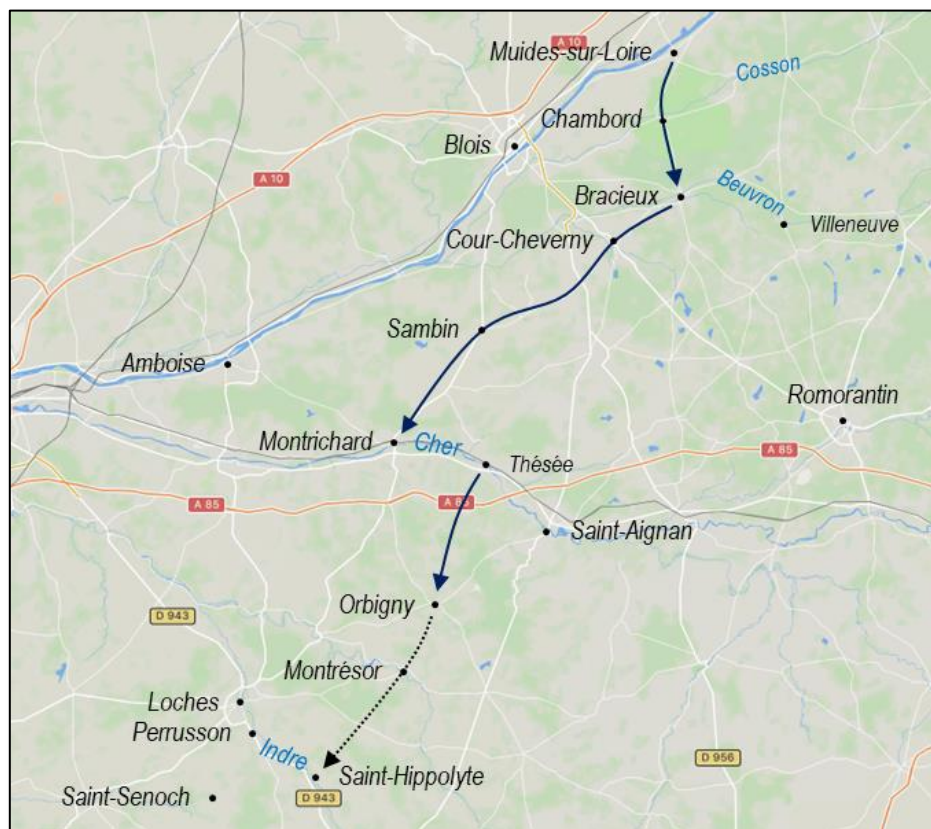 A 10
Muides-sur-Loire
Cosson
Chambord
Blois
A 10
Bracieux
Beuvron
Villeneuve
Cour-Cheverny
Sambin
Amboise
Romorantin
Montrichard
Cher
Thésée
A 85
A 85
A 85
Saint-Aignan
Orbigny
D 943
Montrésor
Loches
Perrusson
Indre
Saint-Hippolyte
D 956
Saint-Senoch
D 943